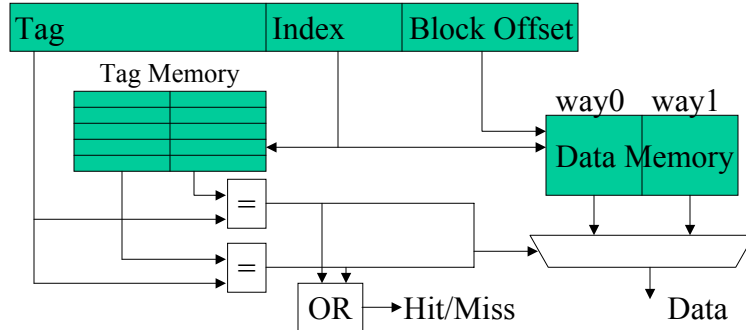 Tag Index Block Offset
Tag Memory
way0 way1
Data Memory
=
=
OR Hit/Miss Data